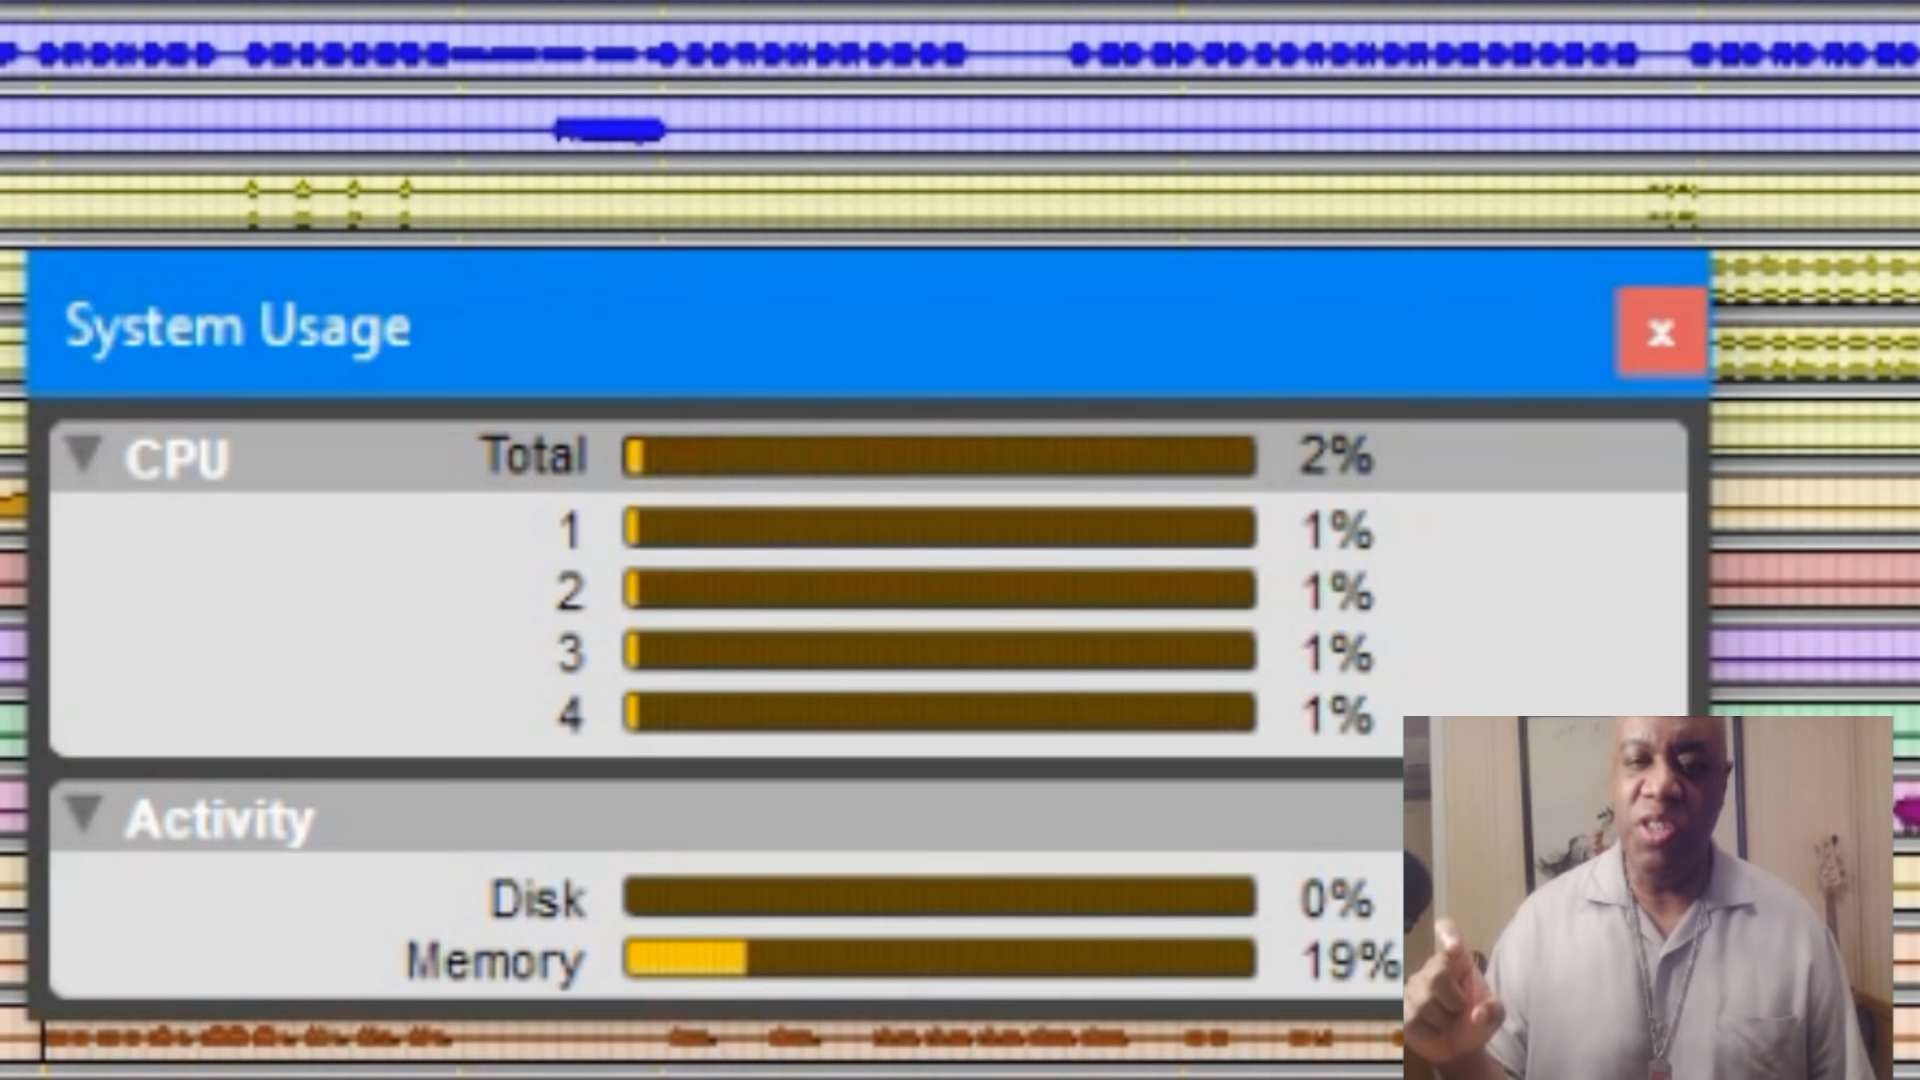 System Usage x
CPU Total 2%
1 1%
2 1%
3 1%
4 1%
Activity
Disk 0%
Memory 19%